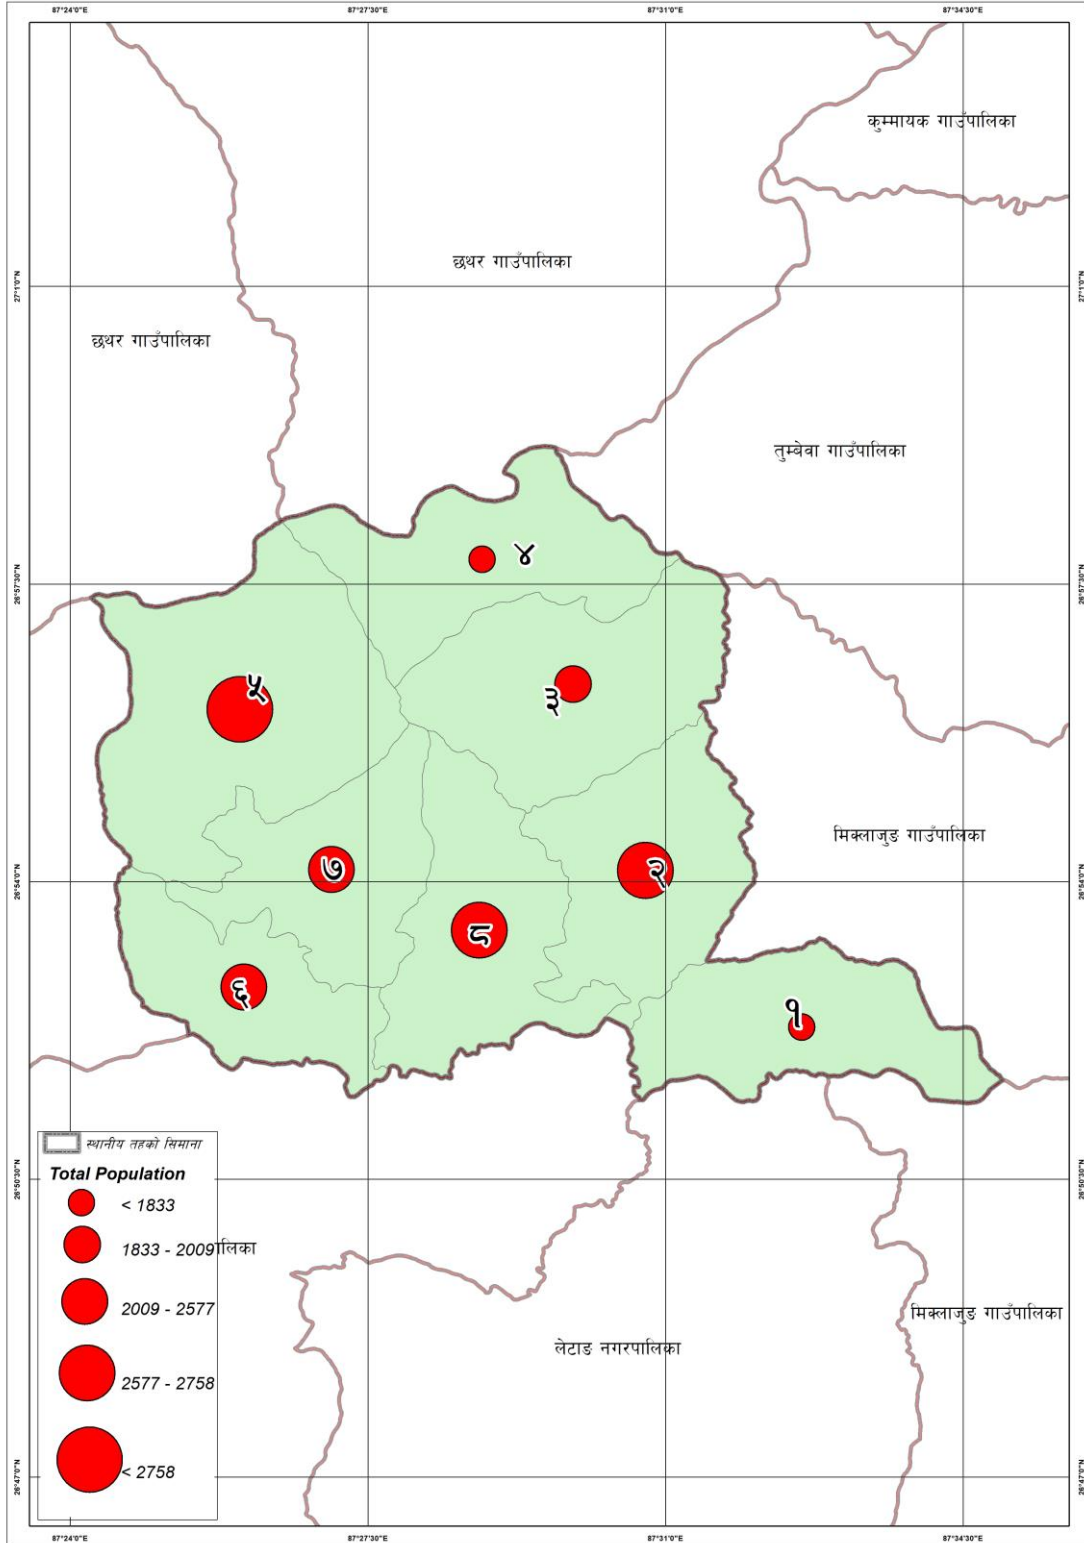 87°24'0"E 87°27'30"E 87°31'0"E 87°34'30"E
कुम्मायक गाउँपालिका
छथर गाउँपालिका
27°1'0"N 27°1'0"N
छथर गाउँपालिका
तुम्बेवा गाउँपालिका
४
26°57'30"N 26°57'30"N
५
३
मिक्लाजुङ गाउँपालिका
७
२
26°54'0"N 26°54'0"N
८
६
१
स्थानीय तहको सिमाना
Total Population
26°50'30"N 26°50'30"N
< 1833
1833 - 2009
पालिका
2009 - 2577
मिक्लाजुङ गाउँपालिका
लेटाङ नगरपालिका
2577 - 2758
< 2758
26°47'0"N 26°47'0"N
87°24'0"E 87°27'30"E 87°31'0"E 87°34'30"E